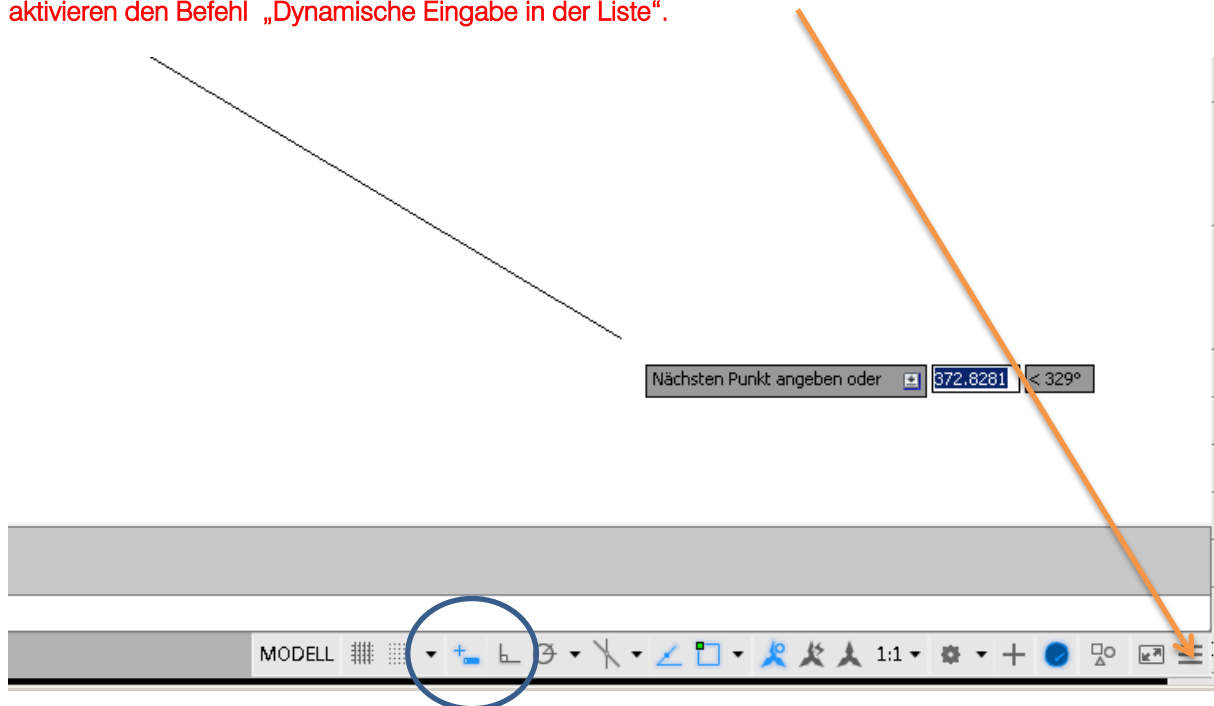 aktivieren den Befehl „Dynamische Eingabe in der Liste“.
Nächsten Punkt angeben oder 372.8281 < 329°
MODELL 1:1